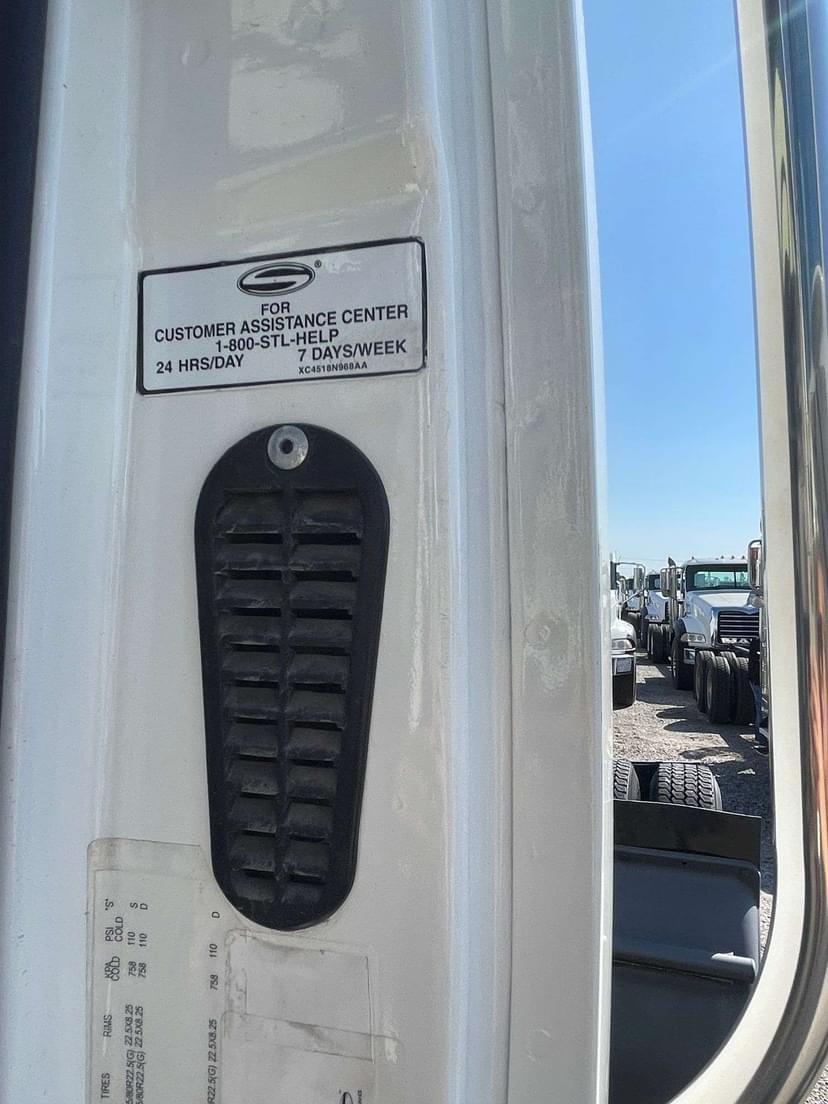 ®
FOR
CUSTOMER ASSISTANCE CENTER
1-800-STL-HELP
24 HRS/DAY 7 DAYS/WEEK
XC4518N968AA
TIRES RIMS KPA COLD PSI COLD "S"
22.5X8.25 758 110 S
22.5X8.25 758 110 D
22.5X8.25 758 110 D